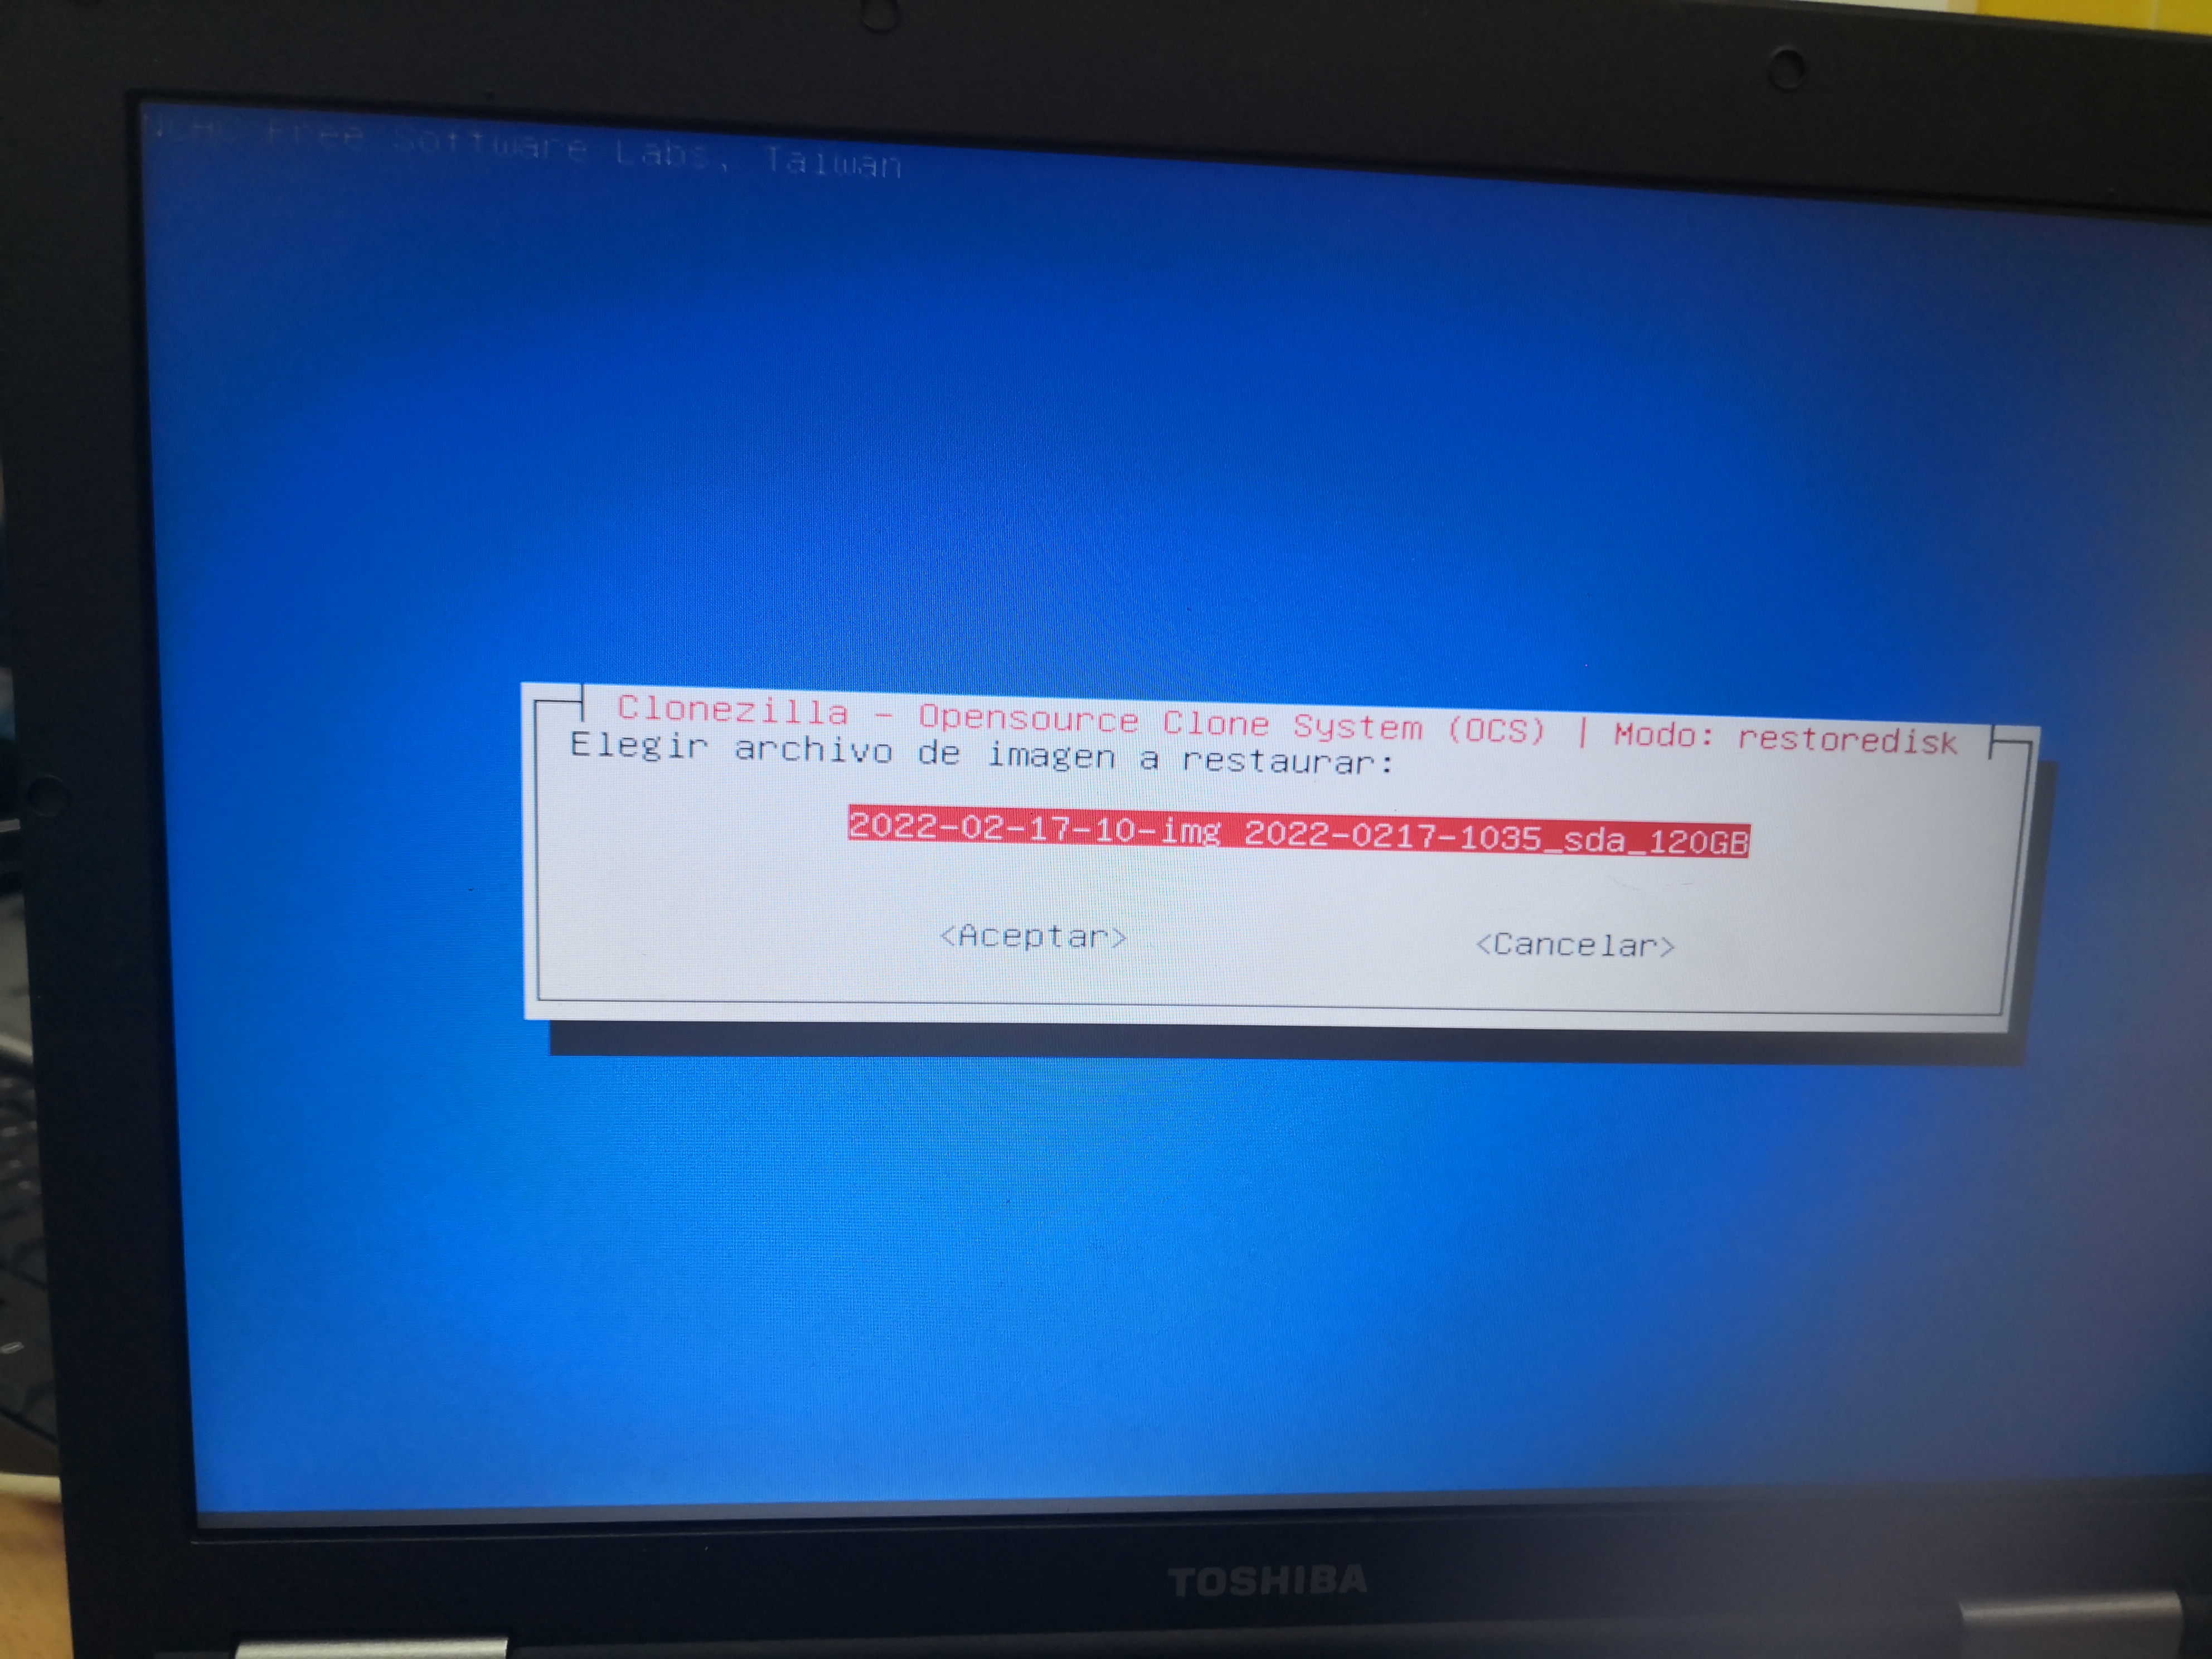 NCHC Free Software Labs, Taiwan
Clonezilla - Opensource Clone System (OCS) | Modo: restoredisk
Elegir archivo de imagen a restaurar:
2022-02-17-10-img 2022-0217-1035_sda_120GB
<Aceptar> <Cancelar>
TOSHIBA